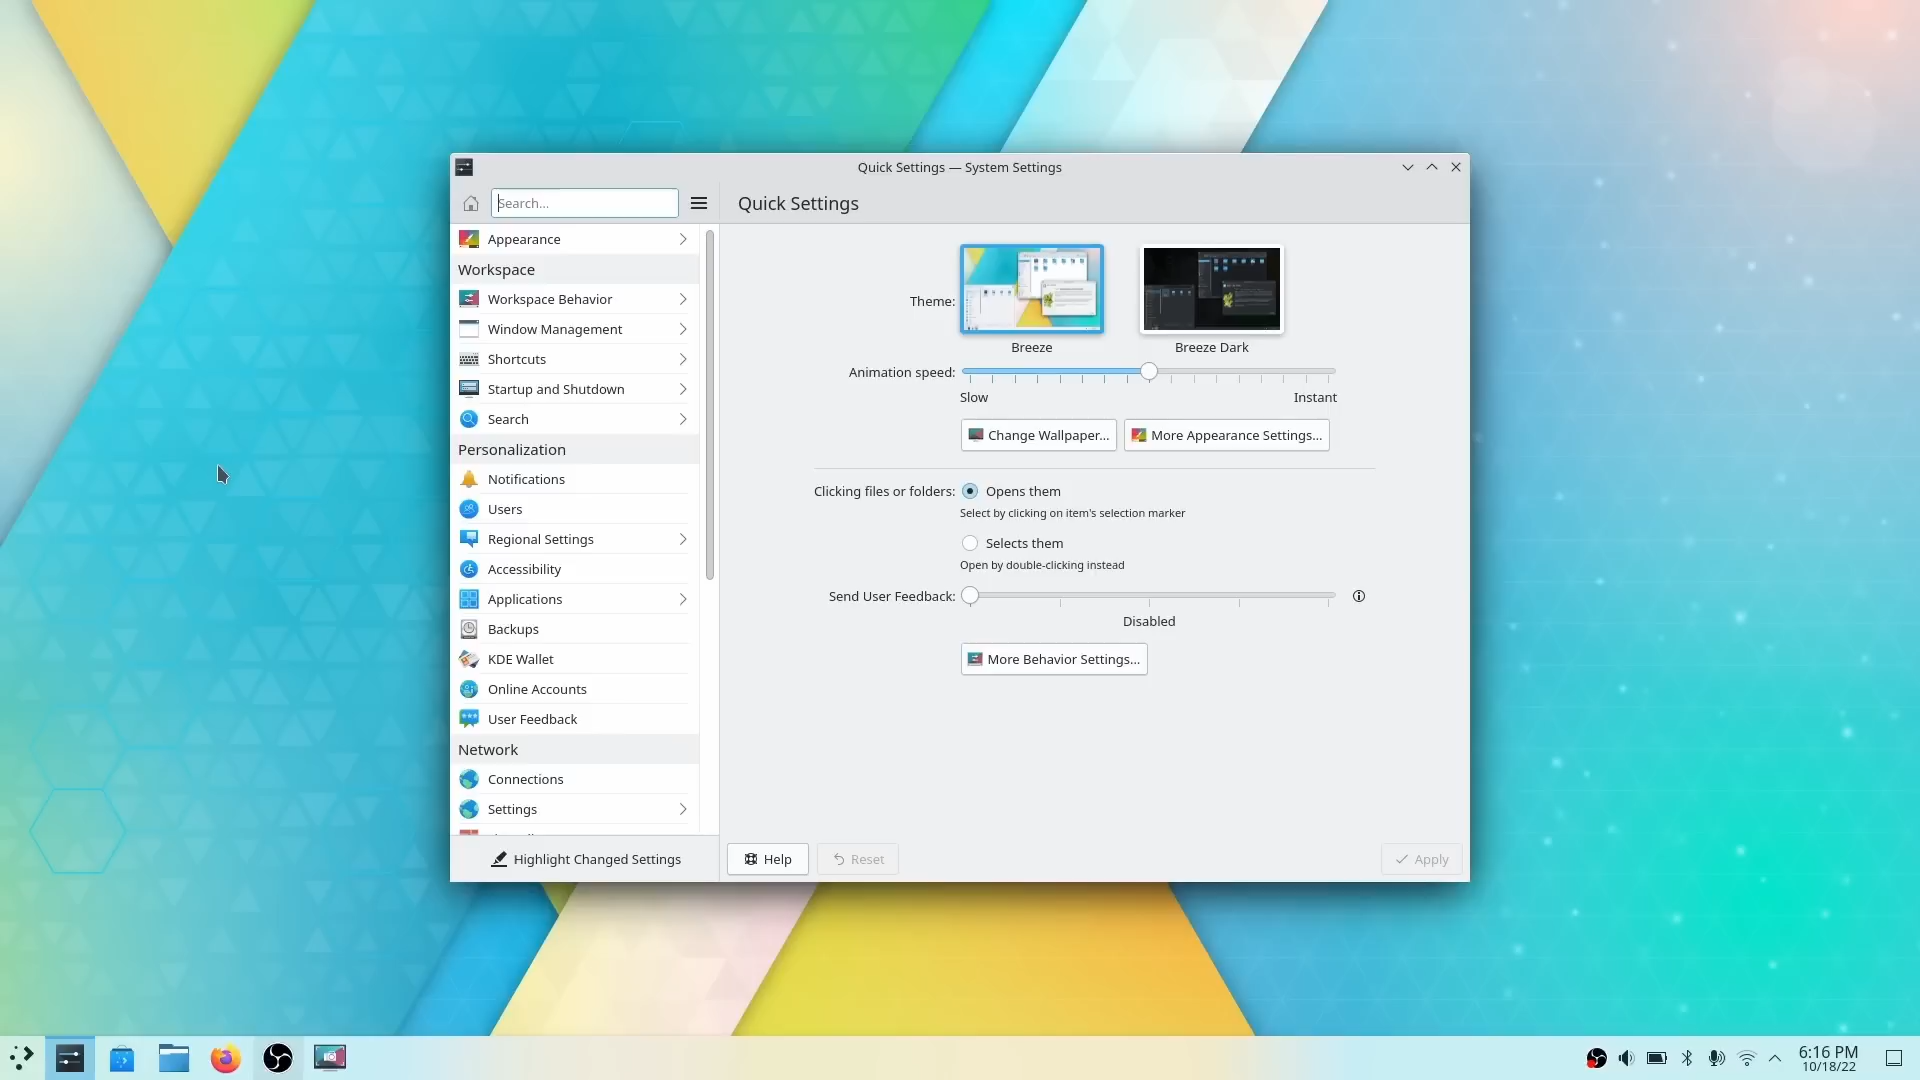 Quick Settings — System Settings
Search...
Quick Settings
Appearance
Workspace
Workspace Behavior
Window Management
Shortcuts
Startup and Shutdown
Search
Personalization
Notifications
Users
Regional Settings
Accessibility
Applications
Backups
KDE Wallet
Online Accounts
User Feedback
Network
Connections
Settings
Highlight Changed Settings
Theme:
Breeze
Breeze Dark
Animation speed:
Slow
Instant
Change Wallpaper...
More Appearance Settings...
Clicking files or folders:
Opens them
Select by clicking on item's selection marker
Selects them
Open by double-clicking instead
Send User Feedback:
Disabled
More Behavior Settings...
Help
Reset
Apply
6:16 PM
10/18/22